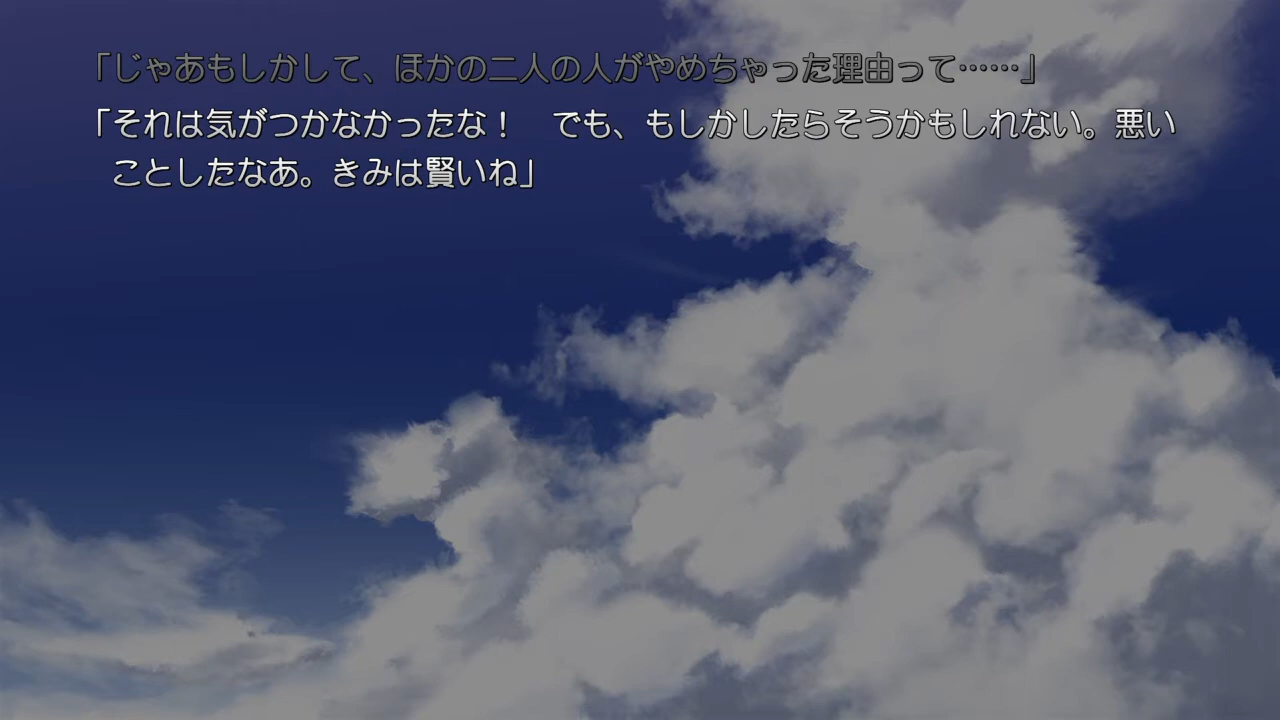 「じゃあもしかして、ほかの二人の人がやめちゃった理由って……」
「それは気がつかなかったな！　でも、もしかしたらそうかもしれない。悪い
ことしたなあ。きみは賢いね」